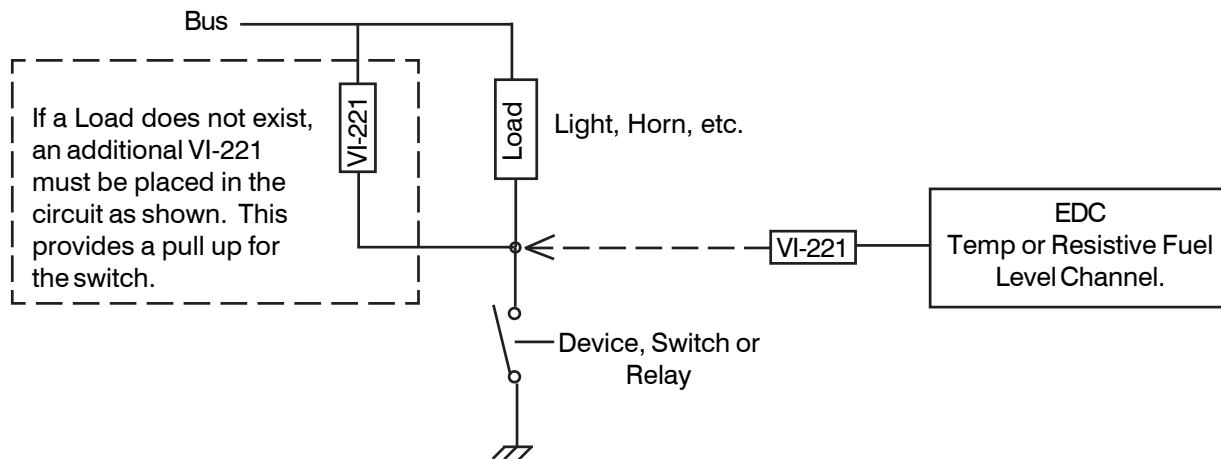 Bus
If a Load does not exist,
an additional VI-221
must be placed in the
circuit as shown. This
provides a pull up for
the switch.
VI-221
Load
Light, Horn, etc.
VI-221
EDC
Temp or Resistive Fuel
Level Channel.
Device, Switch or
Relay